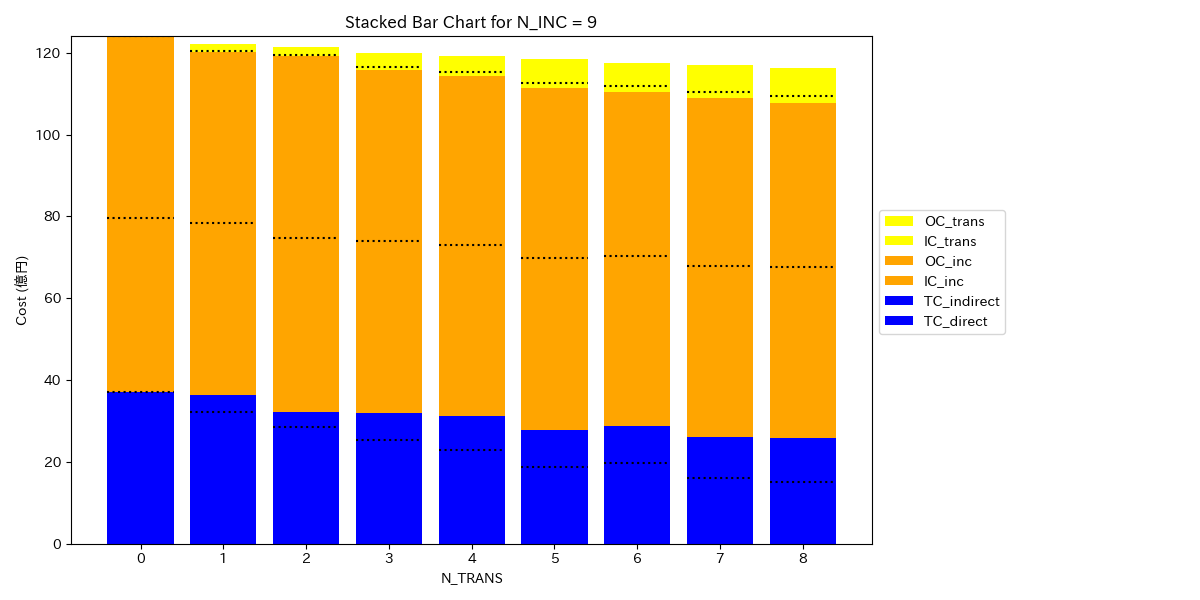 Stacked Bar Chart for N_INC = 9
Cost (億円)
120
100
80
60
40
20
0
0 1 2 3 4 5 6 7 8
N_TRANS
OC_trans
IC_trans
OC_inc
IC_inc
TC_indirect
TC_direct